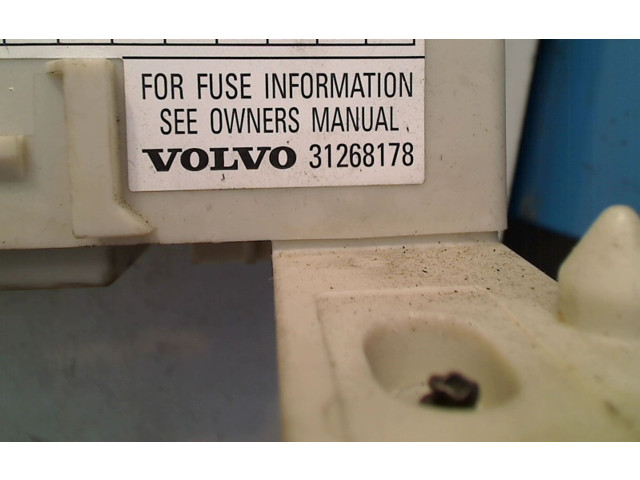 FOR FUSE INFORMATION
SEE OWNERS MANUAL
VOLVO 31268178